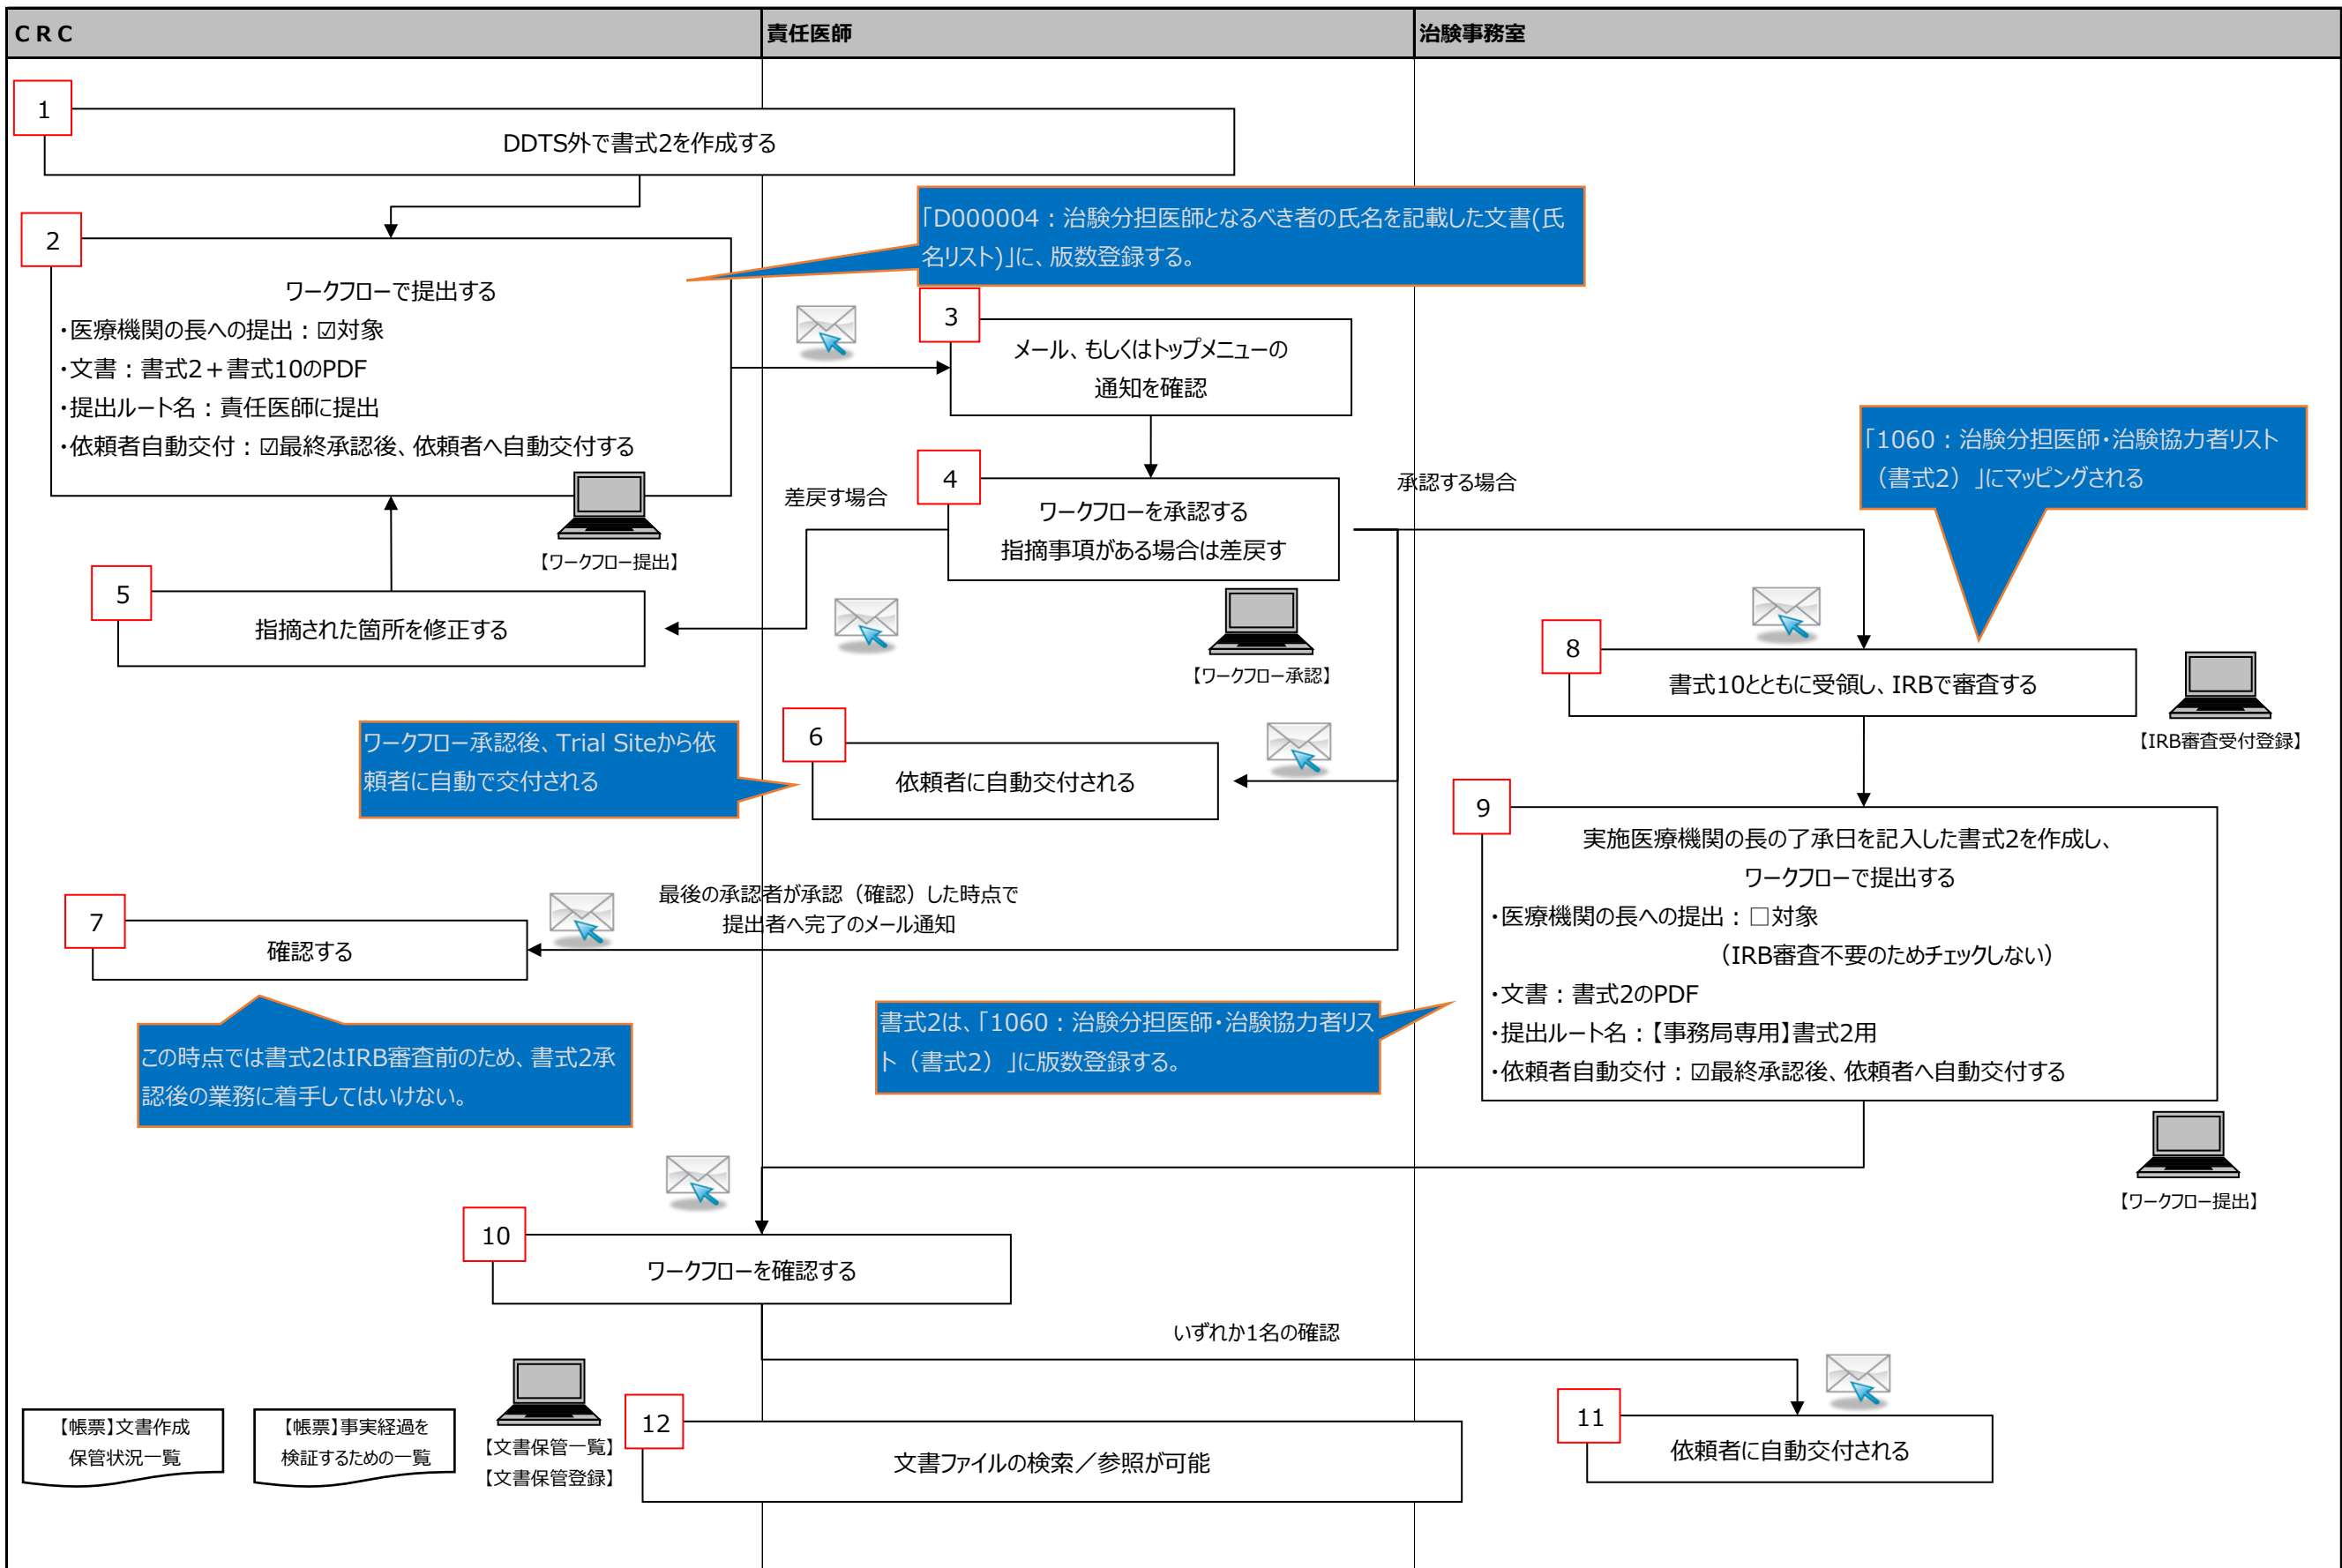 ＣＲＣ
責任医師
治験事務室
1
DDTS外で書式2を作成する
「D000004：治験分担医師となるべき者の氏名を記載した文書(氏
名リスト)」に、版数登録する。
2
ワークフローで提出する
・医療機関の長への提出：☑対象
・文書：書式2＋書式10のPDF
・提出ルート名：責任医師に提出
・依頼者自動交付：☑最終承認後、依頼者へ自動交付する
【ワークフロー提出】
3
メール、もしくはトップメニューの
通知を確認
差戻す場合
4
ワークフローを承認する
指摘事項がある場合は差戻す
【ワークフロー承認】
承認する場合
「1060：治験分担医師・治験協力者リスト
（書式2）」にマッピングされる
5
指摘された箇所を修正する
ワークフロー承認後、Trial Siteから依
頼者に自動で交付される
6
依頼者に自動交付される
8
書式10とともに受領し、IRBで審査する
【IRB審査受付登録】
7
確認する
最後の承認者が承認（確認）した時点で
提出者へ完了のメール通知
この時点では書式2はIRB審査前のため、書式2承
認後の業務に着手してはいけない。
書式2は、「1060：治験分担医師・治験協力者リス
ト（書式2）」に版数登録する。
9
実施医療機関の長の了承日を記入した書式2を作成し、
ワークフローで提出する
・医療機関の長への提出：□対象
（IRB審査不要のためチェックしない）
・文書：書式2のPDF
・提出ルート名：【事務局専用】書式2用
・依頼者自動交付：☑最終承認後、依頼者へ自動交付する
【ワークフロー提出】
10
ワークフローを確認する
いずれか1名の確認
11
依頼者に自動交付される
【帳票】文書作成
保管状況一覧
【帳票】事実経過を
検証するための一覧
【文書保管一覧】
【文書保管登録】
12
文書ファイルの検索／参照が可能